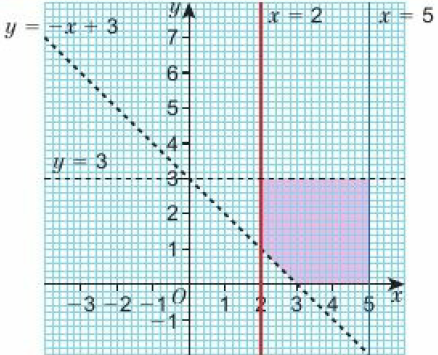 y
x = 2
x = 5
y = −x + 3
7
6
5
4
y = 3
3
2
1
−3 −2 −1 O 1 2 3 4 5 x
−1